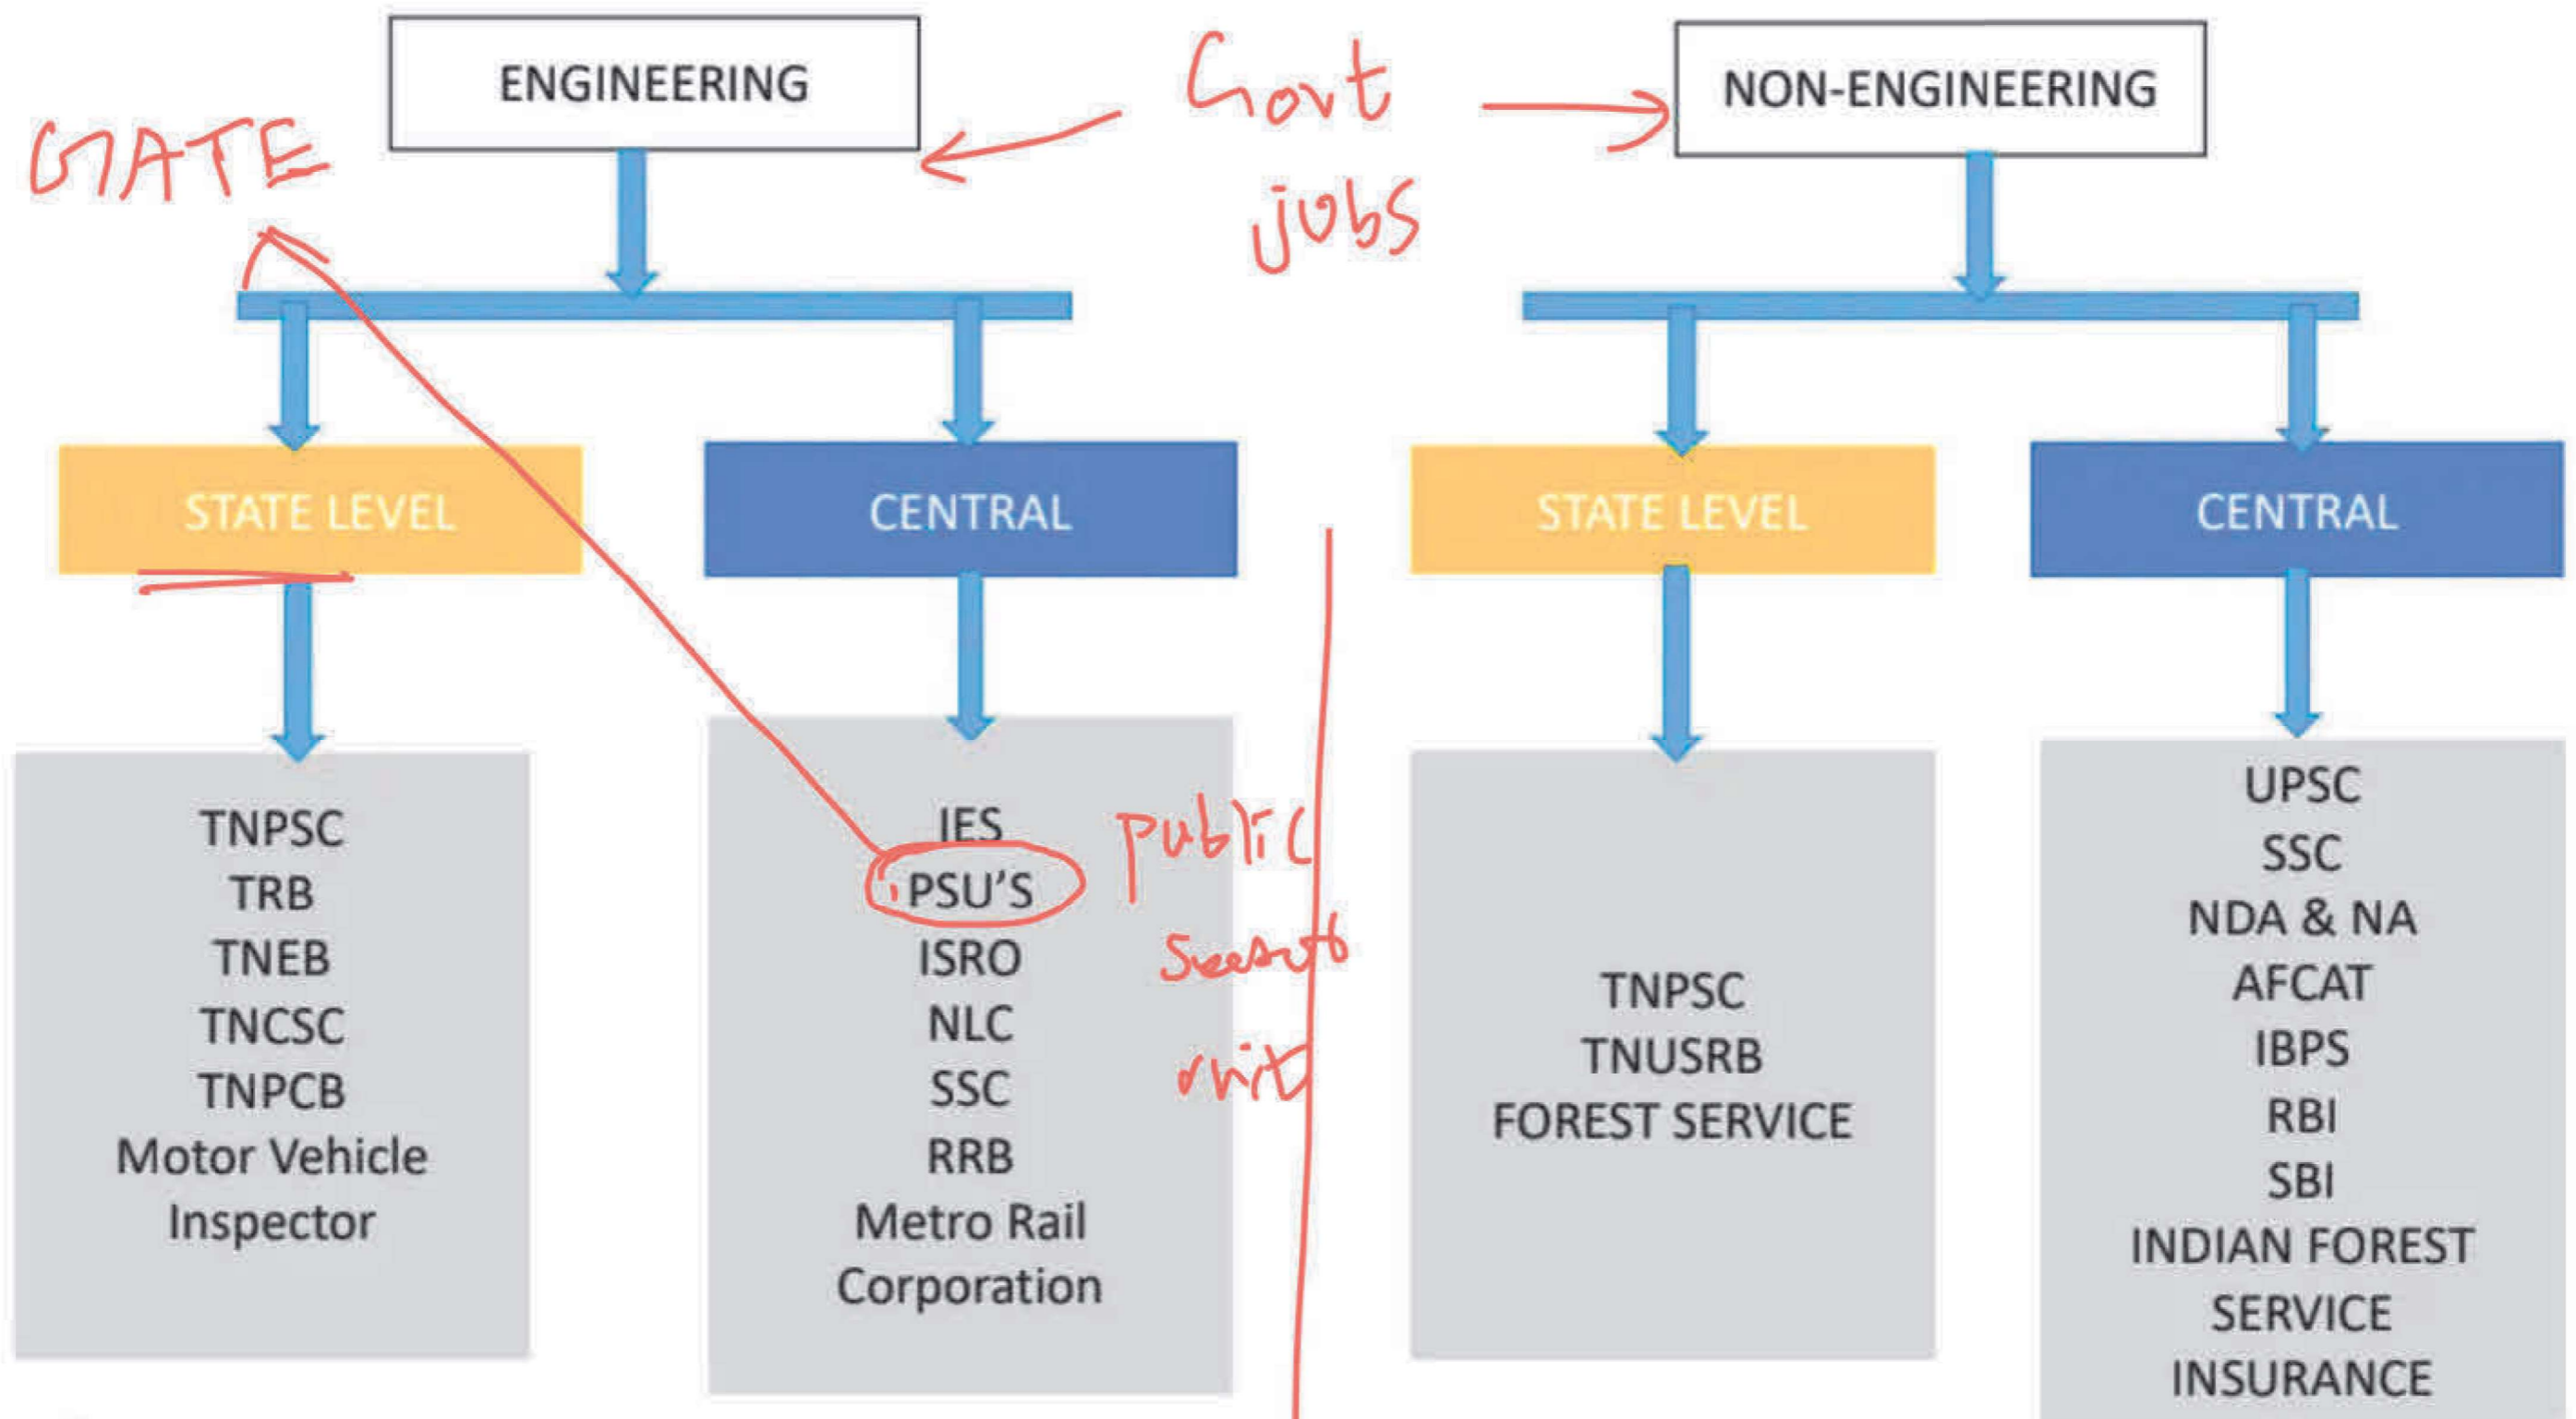 ENGINEERING
Govt
jobs
NON-ENGINEERING
GATE
STATE LEVEL
CENTRAL
STATE LEVEL
CENTRAL
TNPSC
TRB
TNEB
TNCSC
TNPCB
Motor Vehicle
Inspector
IES
PSU'S
ISRO
NLC
SSC
RRB
Metro Rail
Corporation
public
unit
TNPSC
TNUSRB
FOREST SERVICE
UPSC
SSC
NDA & NA
AFCAT
IBPS
RBI
SBI
INDIAN FOREST
SERVICE
INSURANCE